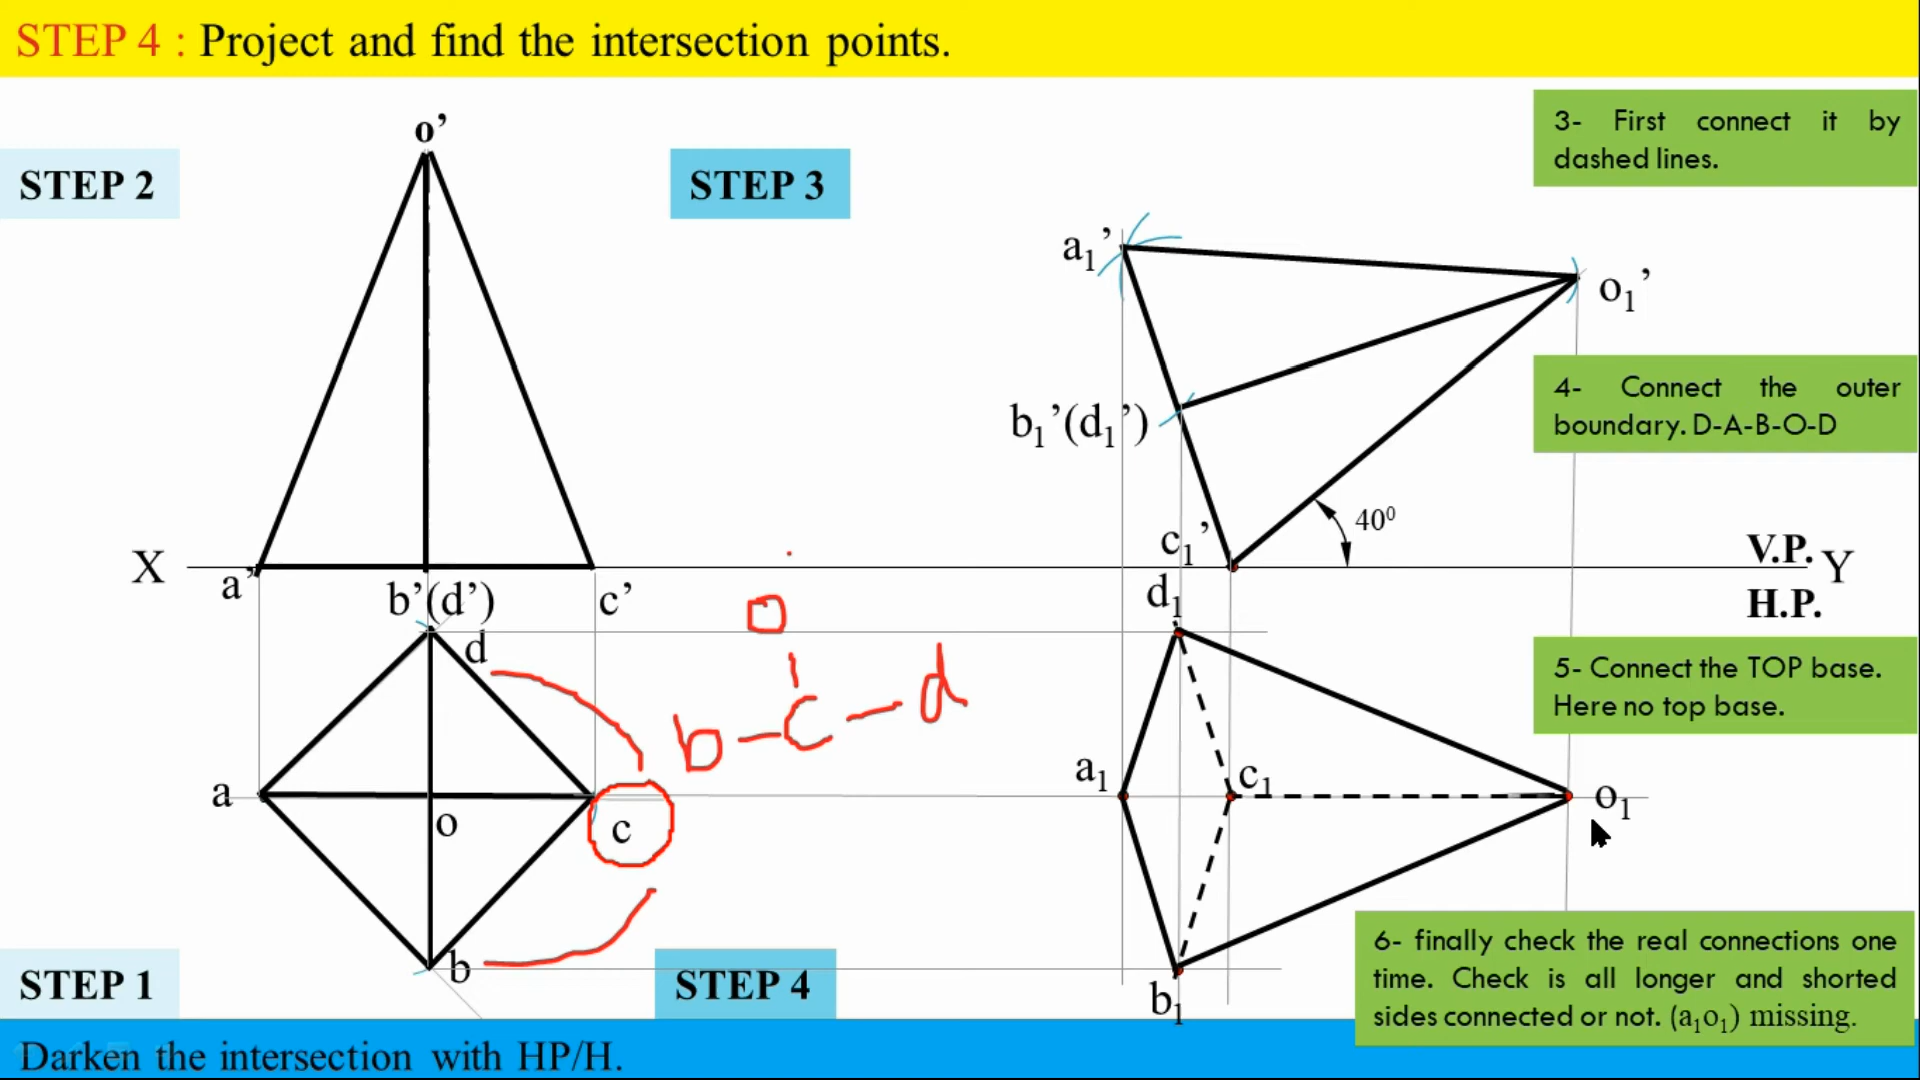 STEP 4 : Project and find the intersection points.
3- First connect it by
dashed lines.
o’
STEP 2
STEP 3
a₁’
o₁’
4- Connect the outer
boundary. D-A-B-O-D
b₁’(d₁’)
40⁰
c₁’
V.P.
X
Y
a’
b’(d’)
c’
d₁
H.P.
o
d
b-c-d
5- Connect the TOP base.
Here no top base.
a
o
c
a₁
c₁
o₁
6- finally check the real connections one
time. Check is all longer and shorted
sides connected or not. (a₁o₁) missing.
b
STEP 1
STEP 4
b₁
Darken the intersection with HP/H.